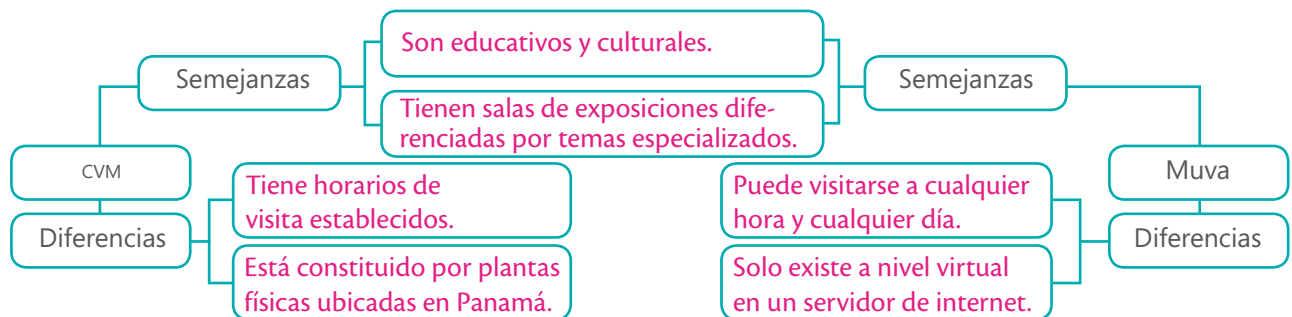 Son educativos y culturales.
Semejanzas
Semejanzas
Tienen salas de exposiciones dife-
renciadas por temas especializados.
CVM
Muva
Tiene horarios de
visita establecidos.
Puede visitarse a cualquier
hora y cualquier día.
Diferencias
Diferencias
Está constituido por plantas
físicas ubicadas en Panamá.
Solo existe a nivel virtual
en un servidor de internet.